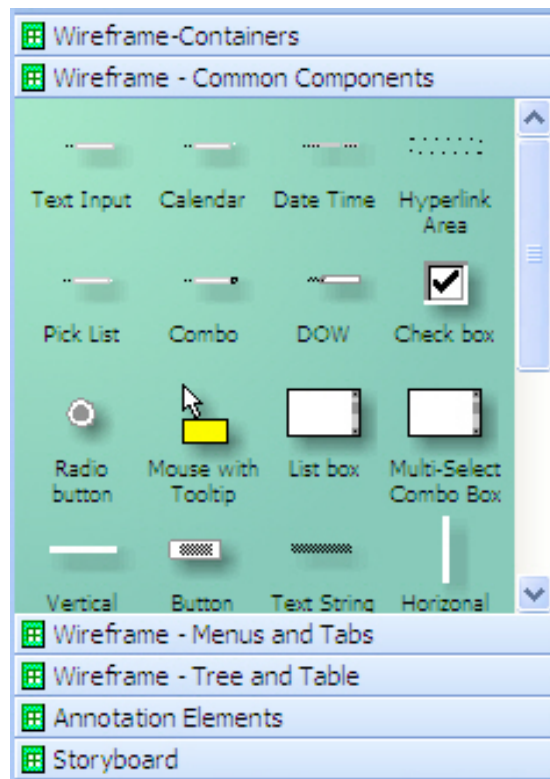 Wireframe-Containers
Wireframe - Common Components
Text Input Calendar Date Time Hyperlink
Area
Pick List Combo DOW Check box
Radio Mouse with List box Multi-Select
button Tooltip Combo Box
Vertical Button Text String Horizonal
Wireframe - Menus and Tabs
Wireframe - Tree and Table
Annotation Elements
Storyboard